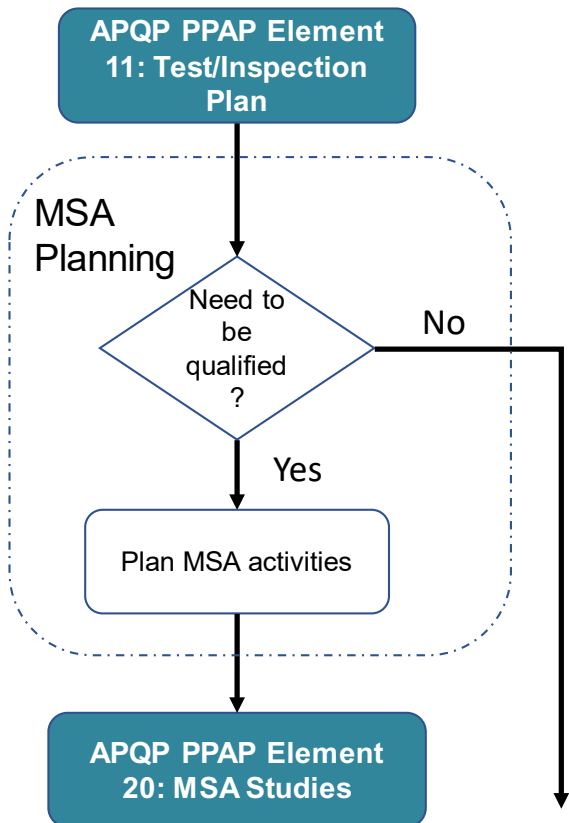 APQP PPAP Element
11: Test/Inspection
Plan
MSA
Planning
Need to
be
qualified
?
No
Yes
Plan MSA activities
APQP PPAP Element
20: MSA Studies